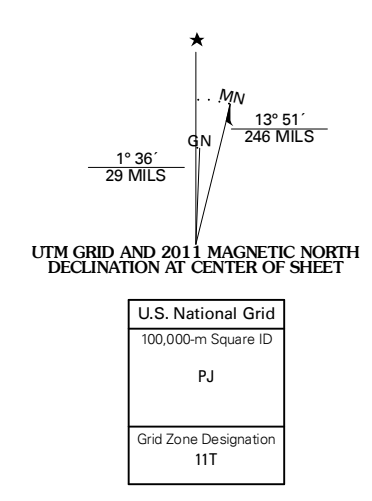 ★
MN
GN
13° 51´
246 MILS
1° 36´
29 MILS
UTM GRID AND 2011 MAGNETIC NORTH
DECLINATION AT CENTER OF SHEET
U.S. National Grid
100,000-m Square ID
PJ
Grid Zone Designation
11T